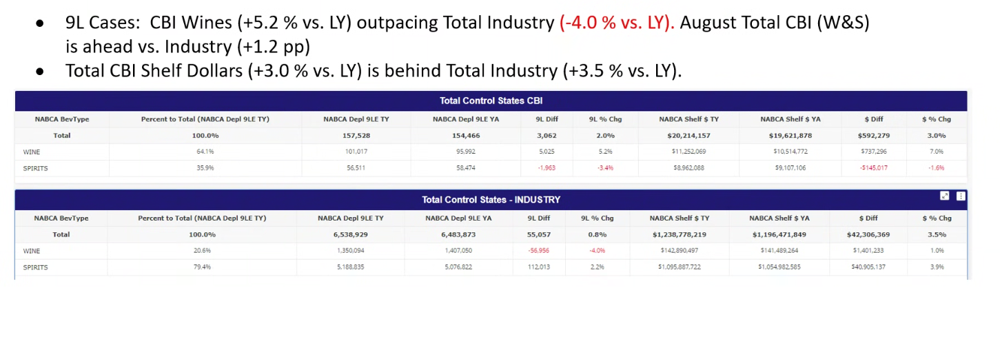 • 9L Cases: CBI Wines (+5.2 % vs. LY) outpacing Total Industry (-4.0 % vs. LY). August Total CBI (W&S)
is ahead vs. Industry (+1.2 pp)
• Total CBI Shelf Dollars (+3.0 % vs. LY) is behind Total Industry (+3.5 % vs. LY).
Total Control States CBI
NABCA BevType Percent to Total (NABCA Depl 9LE TY) NABCA Depl 9LE TY NABCA Depl 9LE YA 9L Diff 9L % Chg NABCA Shelf $ TY NABCA Shelf $ YA $ Diff $ % Chg
Total 100.0% 157,528 154,466 3,062 2.0% $20,214,157 $19,621,878 $592,279 3.0%
WINE 64.1% 101,017 95,992 5,025 5.2% $11,252,069 $10,514,772 $737,296 7.0%
SPIRITS 35.9% 56,511 58,474 -1,963 -3.4% $8,962,088 $9,107,106 -$145,017 -1.6%
Total Control States - INDUSTRY
NABCA BevType Percent to Total (NABCA Depl 9LE TY) NABCA Depl 9LE TY NABCA Depl 9LE YA 9L Diff 9L % Chg NABCA Shelf $ TY NABCA Shelf $ YA $ Diff $ % Chg
Total 100.0% 6,538,929 6,483,873 55,057 0.8% $1,238,778,219 $1,196,471,849 $42,306,369 3.5%
WINE 20.6% 1,350,094 1,407,050 -56,956 -4.0% $142,890,497 $141,489,264 $1,401,233 1.0%
SPIRITS 79.4% 5,188,835 5,076,822 112,013 2.2% $1,095,887,722 $1,054,982,585 $40,905,137 3.9%